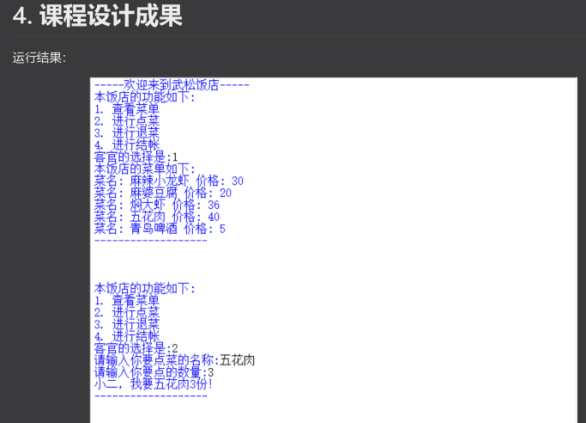 4. 课程设计成果
运行结果：
-----欢迎来到武松饭店-----
本饭店的功能如下:
1. 查看菜单
2. 进行点菜
3. 进行退菜
4. 进行结帐
客官的选择是:1
本饭店的菜单如下:
菜名: 麻辣小龙虾 价格: 30
菜名: 麻婆豆腐 价格: 20
菜名: 焖大虾 价格: 36
菜名: 五花肉 价格: 40
菜名: 青岛啤酒 价格: 5
-------------------
本饭店的功能如下:
1. 查看菜单
2. 进行点菜
3. 进行退菜
4. 进行结帐
客官的选择是:2
请输入你要点菜的名称:五花肉
请输入你要点的数量:3
小二, 我要五花肉3份!
-------------------